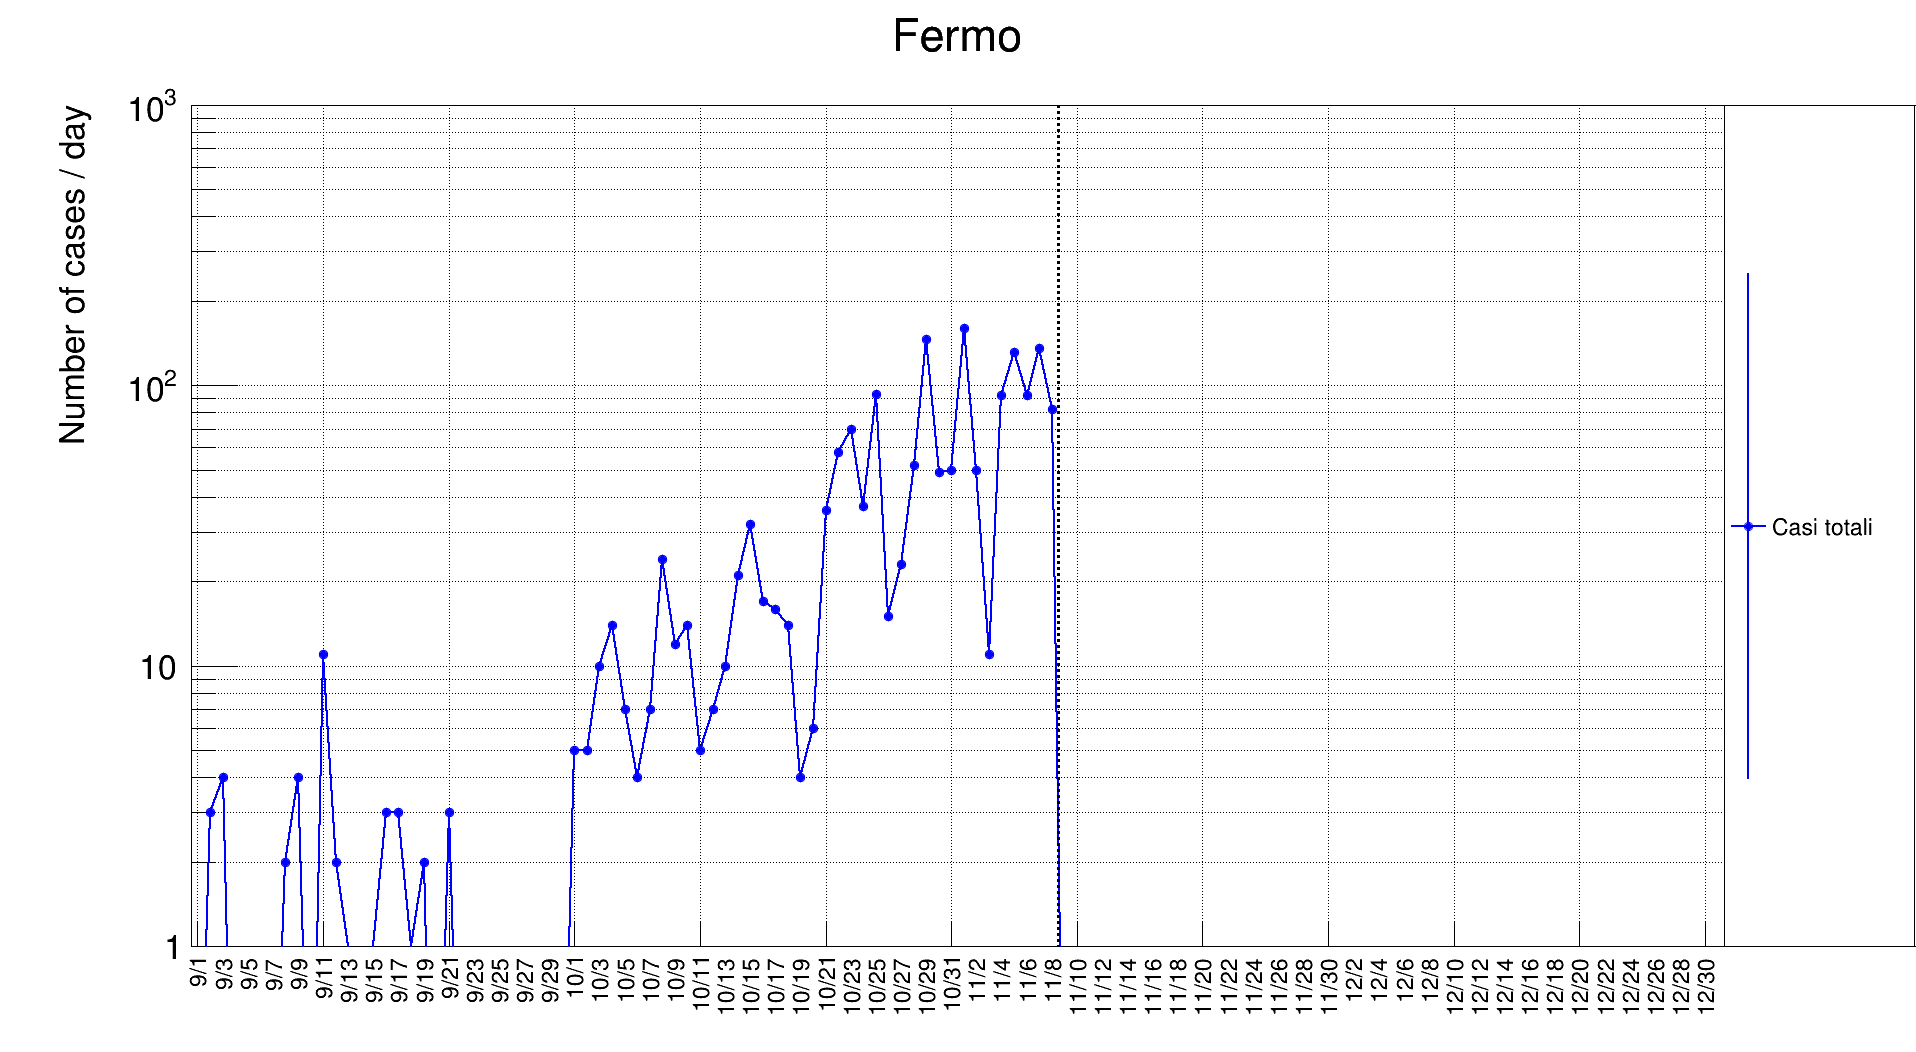 Fermo
Number of cases / day
10³
10²
10
1
9/1 9/3 9/5 9/7 9/9 9/11 9/13 9/15 9/17 9/19 9/21 9/23 9/25 9/27 9/29 10/1 10/3 10/5 10/7 10/9 10/11 10/13 10/15 10/17 10/19 10/21 10/23 10/25 10/27 10/29 10/31 11/2 11/4 11/6 11/8 11/10 11/12 11/14 11/16 11/18 11/20 11/22 11/24 11/26 11/28 11/30 12/2 12/4 12/6 12/8 12/10 12/12 12/14 12/16 12/18 12/20 12/22 12/24 12/26 12/28 12/30
Casi totali